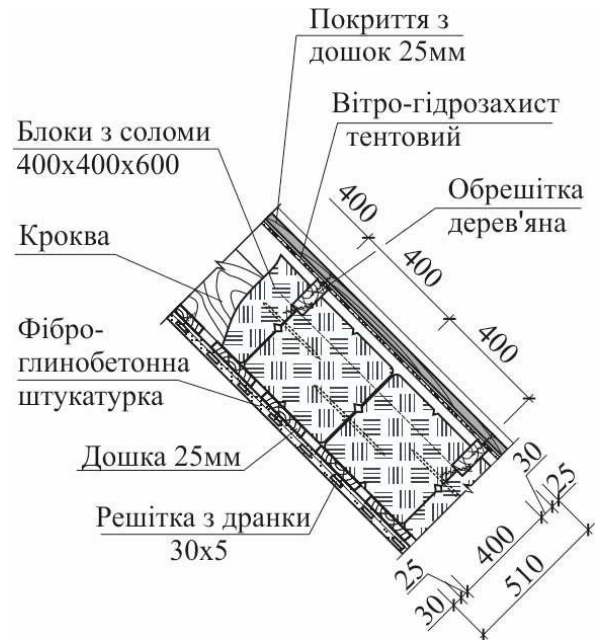 Покриття з
дошок 25мм
Вітро-гідрозахист
тентовий
Блоки з соломи
400х400х600
Обрешітка
дерев'яна
Кроква
Фібро-
глинобетонна
штукатурка
Дошка 25мм
Решітка з дранки
30х5
400
400
400
30
25
400
510
25
30